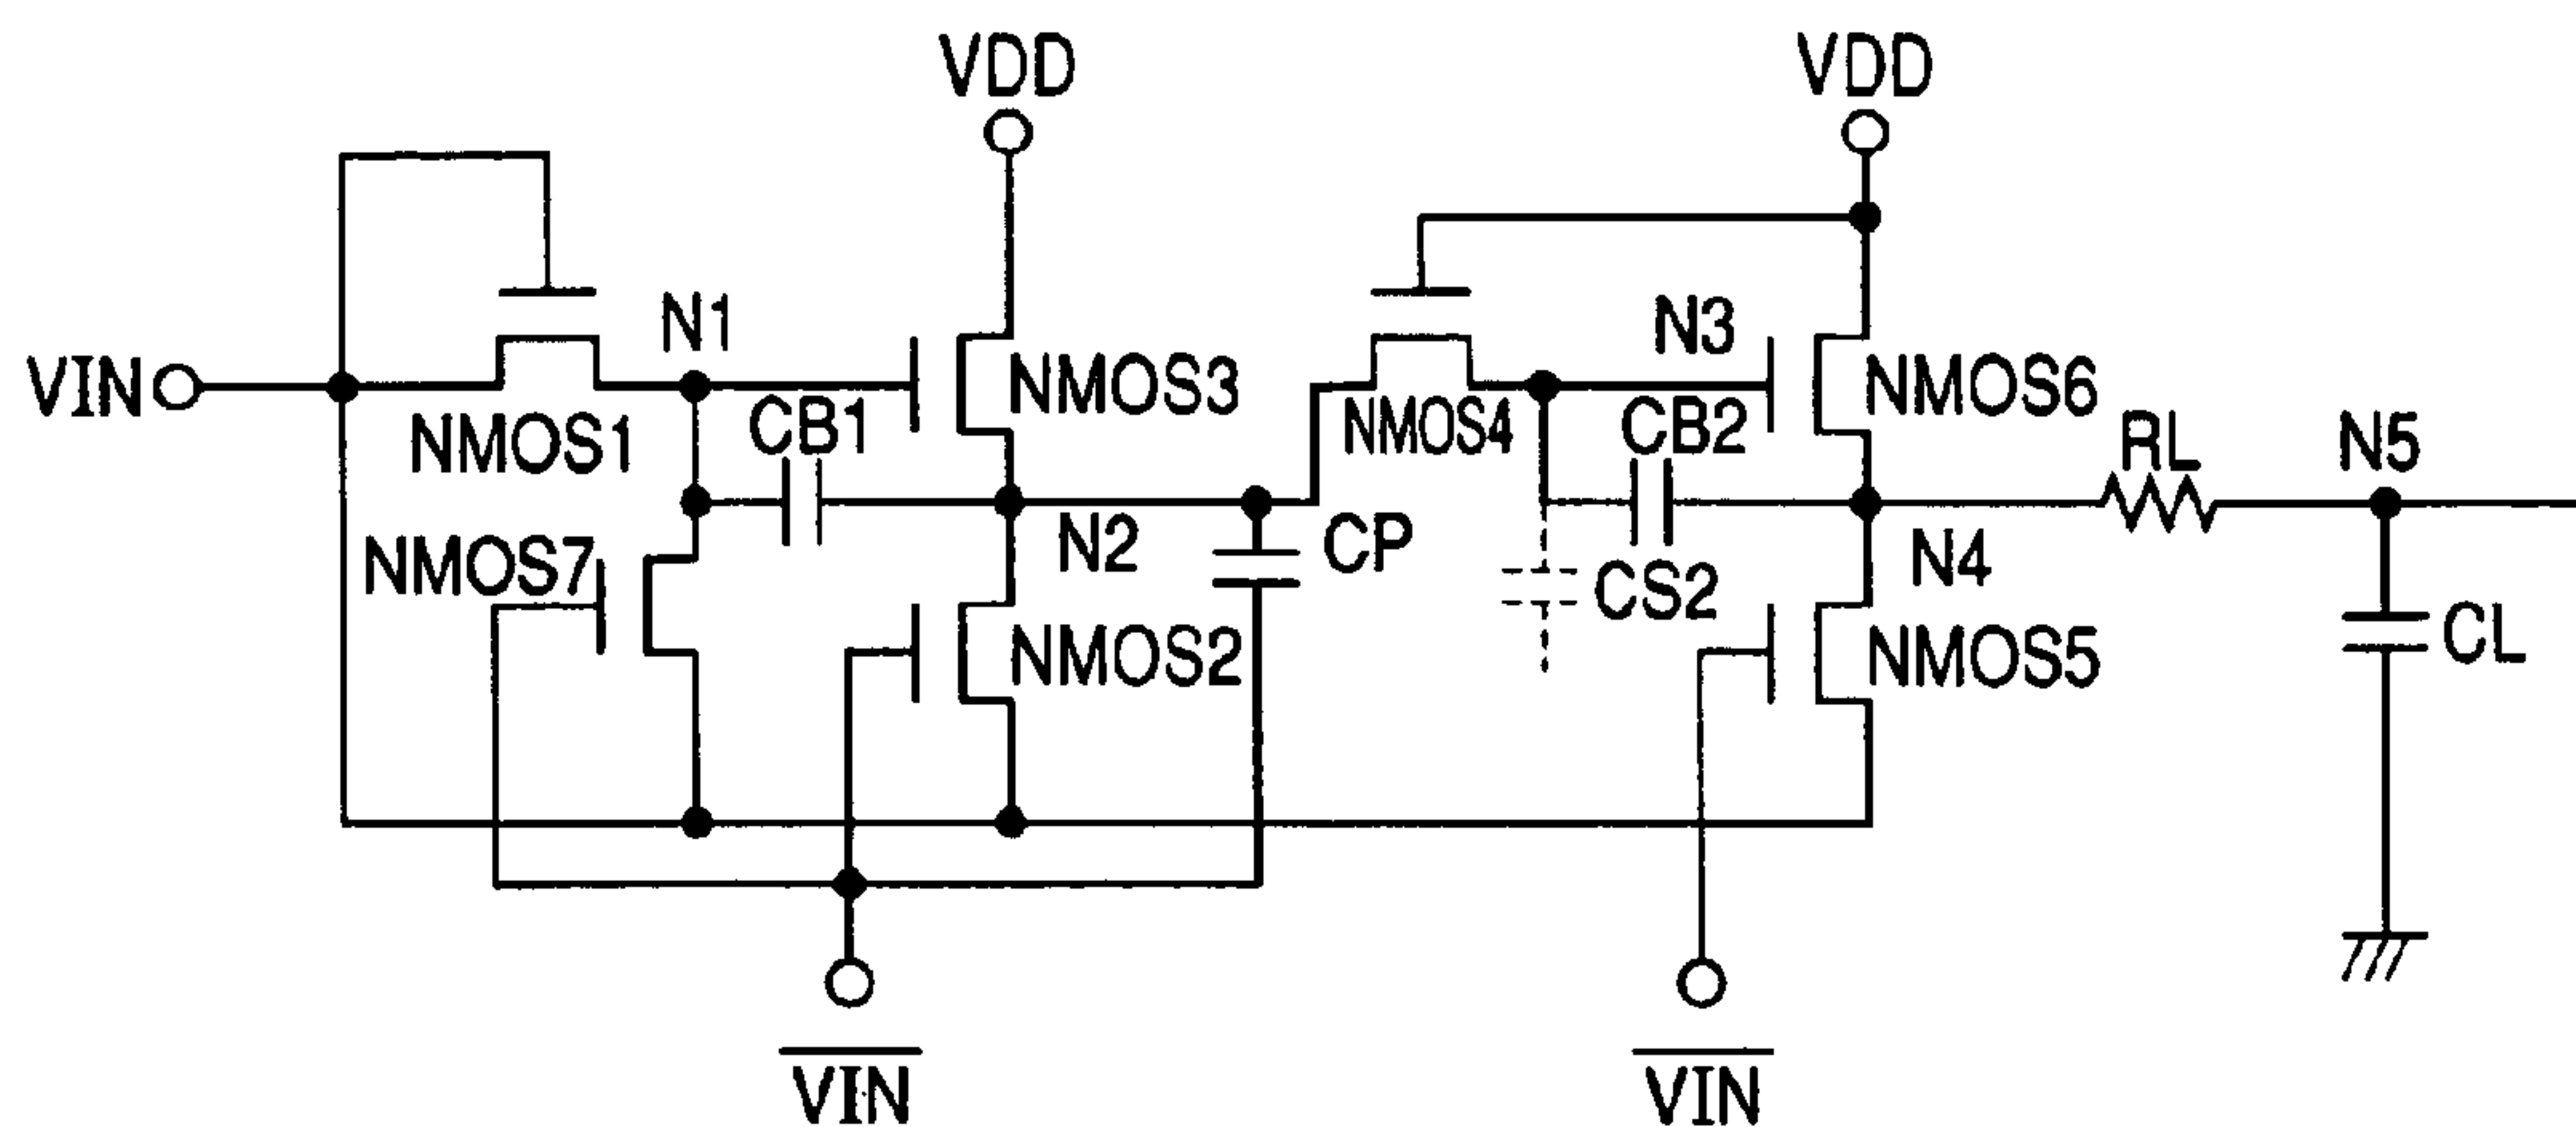 VDD VDD
N1 N3
VIN NMOS3 NMOS6
NMOS1 CB1 NMOS4 CB2 RL N5
NMOS7 N2 CP CS2 N4
NMOS2 NMOS5 CL
VIN VIN